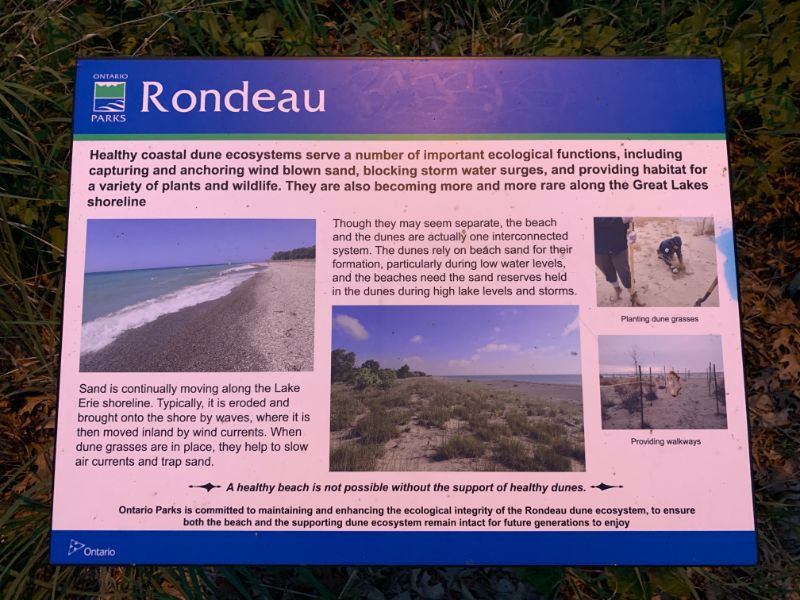 ONTARIO
PARKS
Rondeau
Healthy coastal dune ecosystems serve a number of important ecological functions, including
capturing and anchoring wind blown sand, blocking storm water surges, and providing habitat for
a variety of plants and wildlife. They are also becoming more and more rare along the Great Lakes
shoreline
Though they may seem separate, the beach
and the dunes are actually one interconnected
system. The dunes rely on beach sand for their
formation, particularly during low water levels,
and the beaches need the sand reserves held
in the dunes during high lake levels and storms.
Planting dune grasses
Sand is continually moving along the Lake
Erie shoreline. Typically, it is eroded and
brought onto the shore by waves, where it is
then moved inland by wind currents. When
dune grasses are in place, they help to slow
air currents and trap sand.
Providing walkways
A healthy beach is not possible without the support of healthy dunes.
Ontario Parks is committed to maintaining and enhancing the ecological integrity of the Rondeau dune ecosystem, to ensure
both the beach and the supporting dune ecosystem remain intact for future generations to enjoy
Ontario